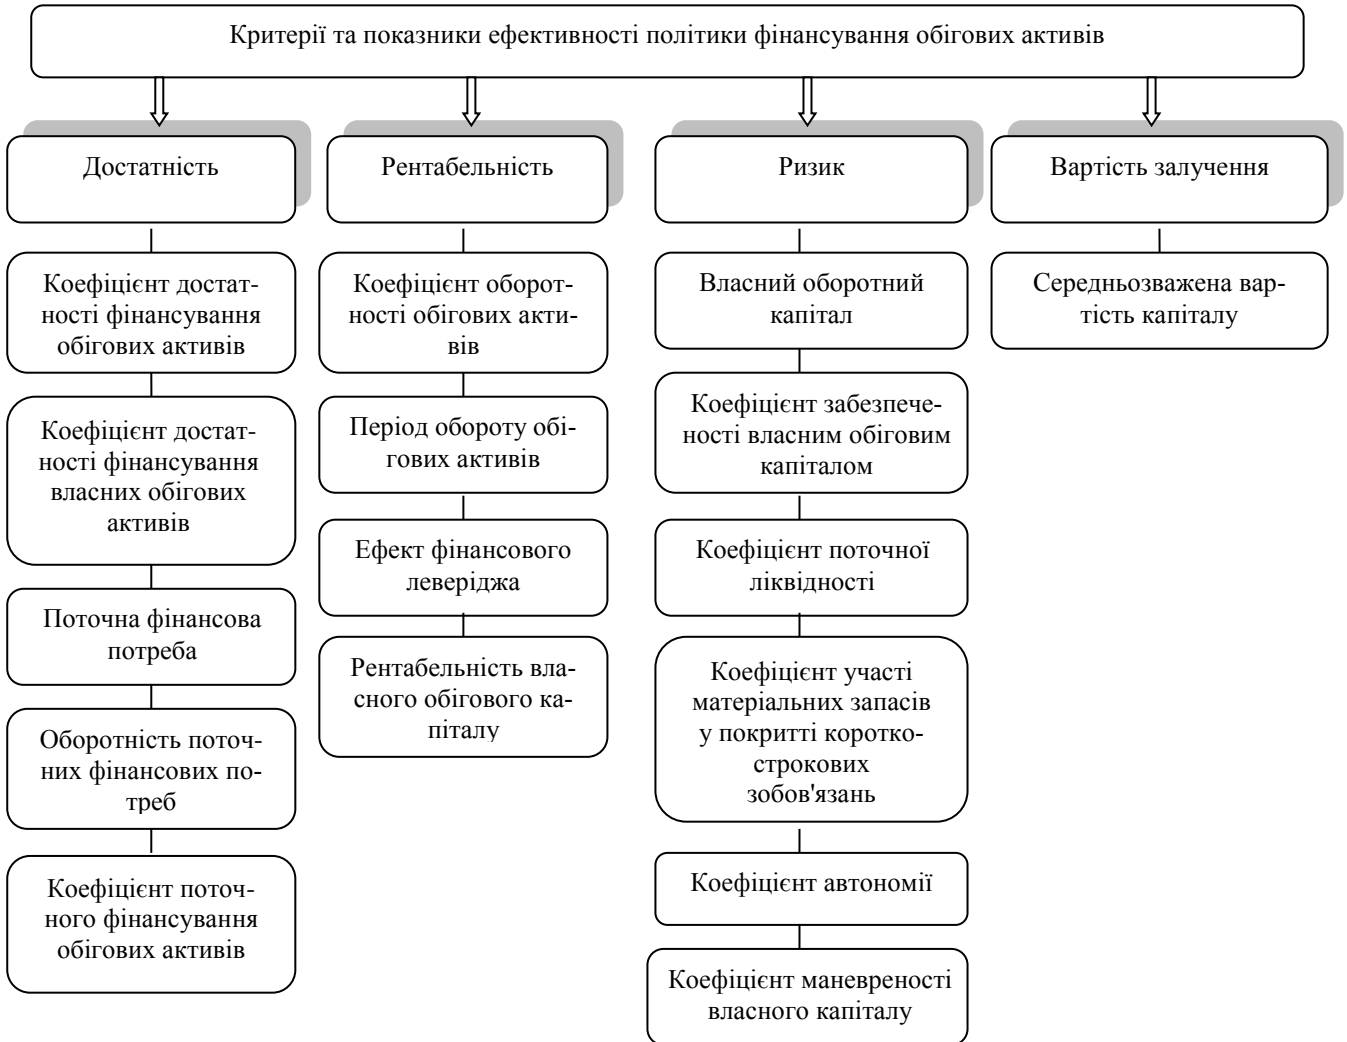 Критерії та показники ефективності політики фінансування обігових активів
Достатність
Коефіцієнт достат-
ності фінансування
обігових активів
Коефіцієнт достат-
ності фінансування
власних обігових
активів
Поточна фінансова
потреба
Оборотність поточ-
них фінансових по-
треб
Коефіцієнт поточ-
ного фінансування
обігових активів
Рентабельність
Коефіцієнт оборот-
ності обігових акти-
вів
Період обороту обі-
гових активів
Ефект фінансового
левериджа
Рентабельність вла-
сного обігового ка-
піталу
Ризик
Власний оборотний
капітал
Коефіцієнт забезпече-
ності власним обіговим
капіталом
Коефіцієнт поточної
ліквідності
Коефіцієнт участі
матеріальних запасів
у покритті коротко-
строкових
зобов'язань
Коефіцієнт автономії
Коефіцієнт маневреності
власного капіталу
Вартість залучення
Середньозважена вар-
тість капіталу